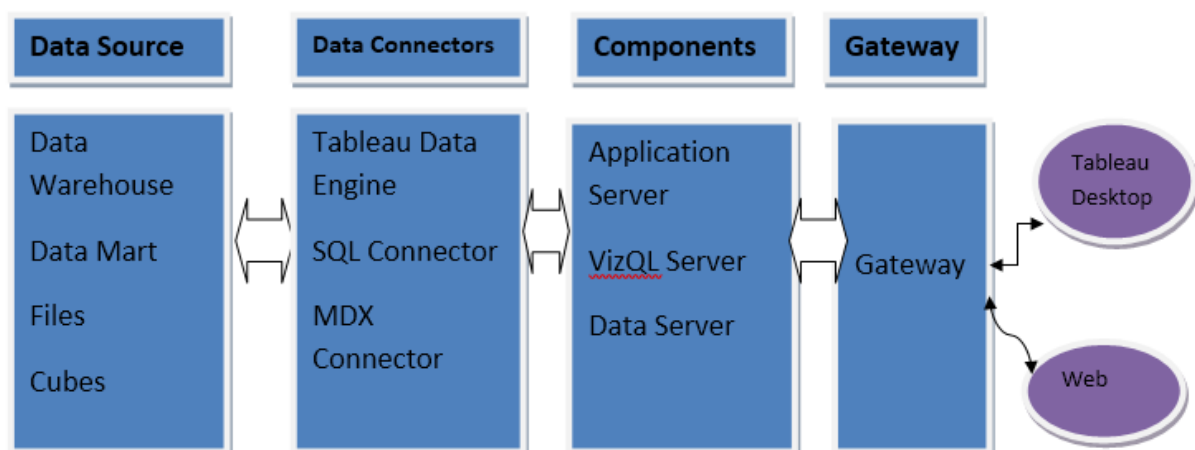 Data Source
Data Connectors
Components
Gateway
Data
Warehouse
Data Mart
Files
Cubes
Tableau Data
Engine
SQL Connector
MDX
Connector
Application
Server
VizQL Server
Data Server
Gateway
Tableau
Desktop
Web